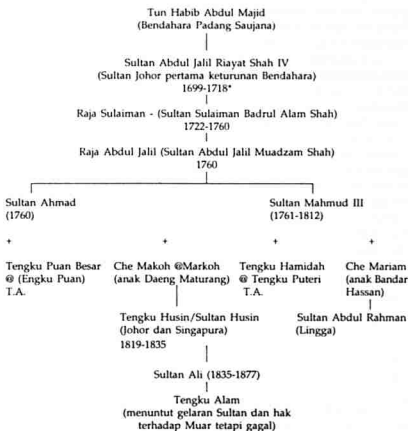 Tun Habib Abdul Majid
(Bendahara Padang Saujana)
Sultan Abdul Jalil Riayat Shah IV
(Sultan Johor pertama keturunan Bendahara)
1699-1718*
Raja Sulaiman - (Sultan Sulaiman Badrul Alam Shah)
1722-1760
Raja Abdul Jalil (Sultan Abdul Jalil Muadzam Shah)
1760
Sultan Ahmad
(1760)
Sultan Mahmud III
(1761-1812)
+ + + +
Tengku Puan Besar
@ (Engku Puan)
T.A.
Che Makoh @Markoh
(anak Daeng Maturang)
Tengku Hamidah
@ Tengku Puteri
T.A.
Che Mariam
(anak Bandar
Hassan)
Tengku Husin/Sultan Husin
(Johor dan Singapura)
1819-1835
Sultan Abdul Rahman
(Lingga)
Sultan Ali (1835-1877)
Tengku Alam
(menuntut gelaran Sultan dan hak
terhadap Muar tetapi gagal)